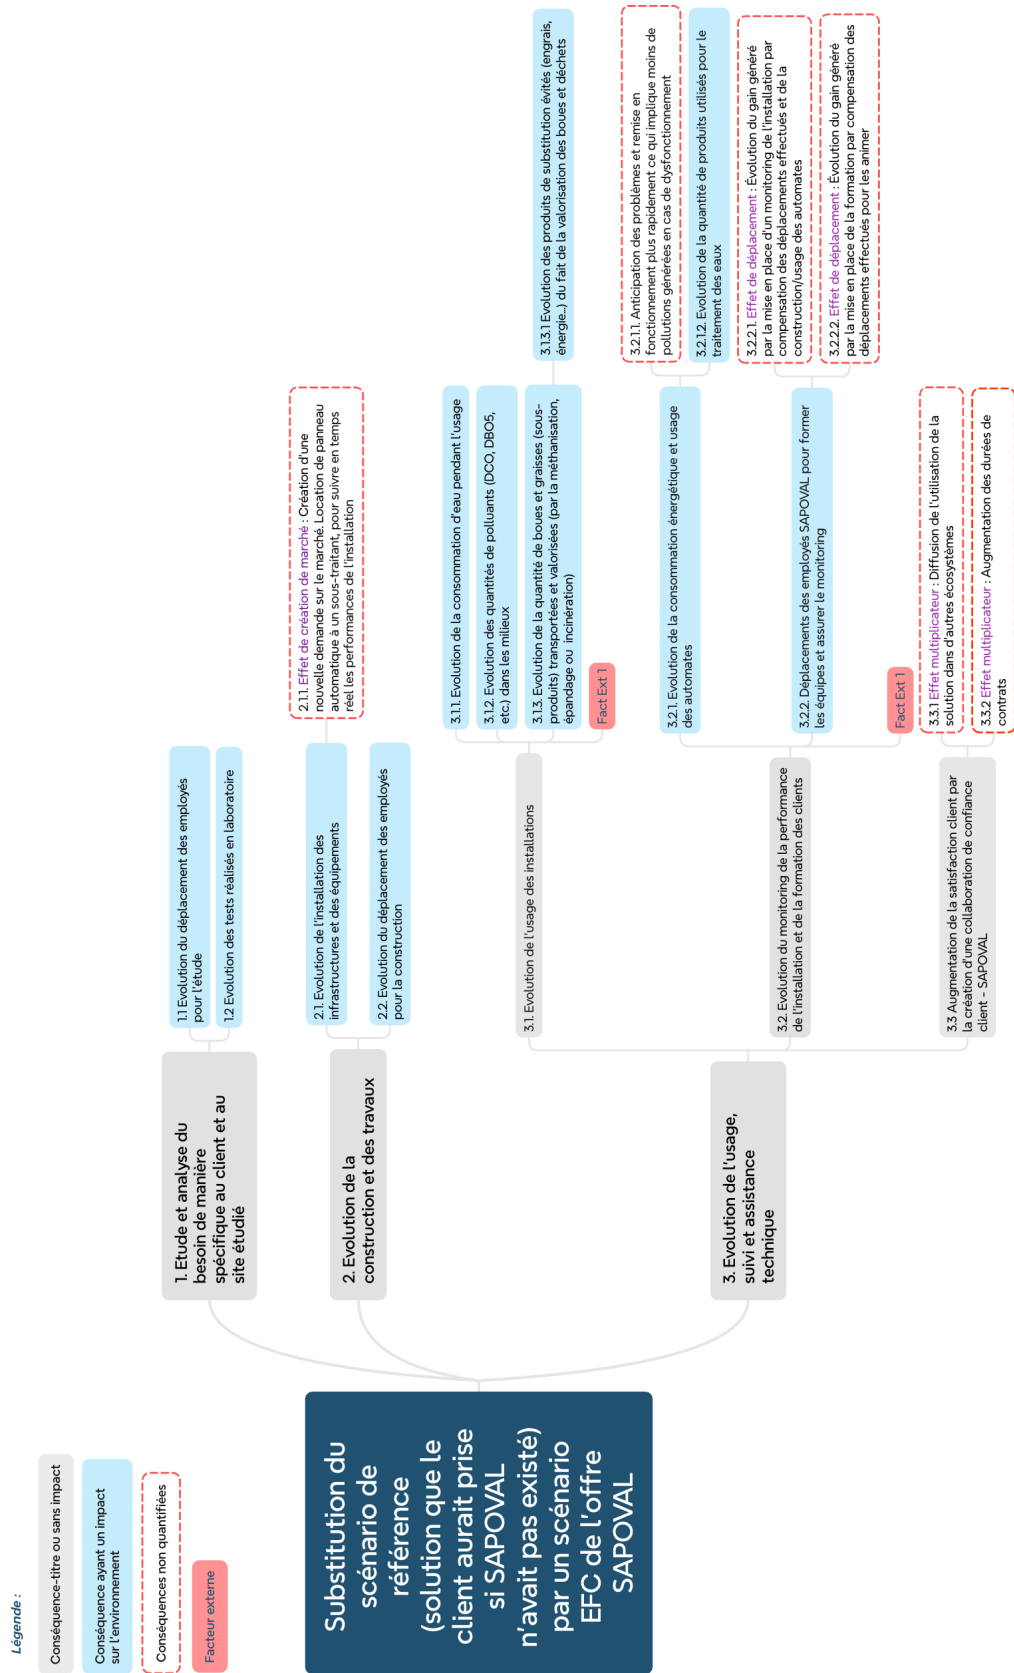 Légende :
Conséquence-titre ou sans impact
Conséquence ayant un impact
sur l'environnement
Conséquences non quantifiées
Facteur externe
Substitution du
scénario de
référence
(solution que le
client aurait prise
si SAPOVAL
n'avait pas existé)
par un scénario
EFC de l'offre
SAPOVAL
1. Etude et analyse du
besoin de manière
spécifique au client et au
site étudié
1.1 Evolution du déplacement des employés
pour l'étude
1.2 Evolution des tests réalisés en laboratoire
2. Evolution de la
construction et des travaux
2.1. Evolution de l'installation des
infrastructures et des équipements
2.1.1. Effet de création de marché : Création d'une
nouvelle demande sur le marché. Location de panneau
automatique à un sous-traitant, pour suivre en temps
réel les performances de l'installation
2.2. Evolution du déplacement des employés
pour la construction
3. Evolution de l'usage,
suivi et assistance
technique
3.1. Evolution de l'usage des installations
3.1.1. Evolution de la consommation d'eau pendant l'usage
3.1.2. Evolution des quantités de polluants (DCO, DBO5,
etc.) dans les milieux
3.1.3. Evolution de la quantité de boues et graisses (sous-
produits) transportées et valorisées (par la méthanisation,
épandage ou incinération)
3.1.3.1 Evolution des produits de substitution évités (engrais,
énergie..) du fait de la valorisation des boues et déchets
Fact Ext 1
3.2. Evolution du monitoring de la performance
de l'installation et de la formation des clients
3.2.1. Evolution de la consommation énergétique et usage
des automates
3.2.1.1. Anticipation des problèmes et remise en
fonctionnement plus rapidement ce qui implique moins de
pollutions générées en cas de dysfonctionnement
3.2.1.2. Evolution de la quantité de produits utilisés pour le
traitement des eaux
3.2.2. Déplacements des employés SAPOVAL pour former
les équipes et assurer le monitoring
3.2.2.1. Effet de déplacement : Évolution du gain généré
par la mise en place d'un monitoring de l'installation par
compensation des déplacements effectués et de la
construction/usage des automates
3.2.2.2. Effet de déplacement : Évolution du gain généré
par la mise en place de la formation par compensation des
déplacements effectués pour les animer
Fact Ext 1
3.3 Augmentation de la satisfaction client par
la création d'une collaboration de confiance
client - SAPOVAL
3.3.1 Effet multiplicateur : Diffusion de l'utilisation de la
solution dans d'autres écosystèmes
3.3.2 Effet multiplicateur : Augmentation des durées de
contrats